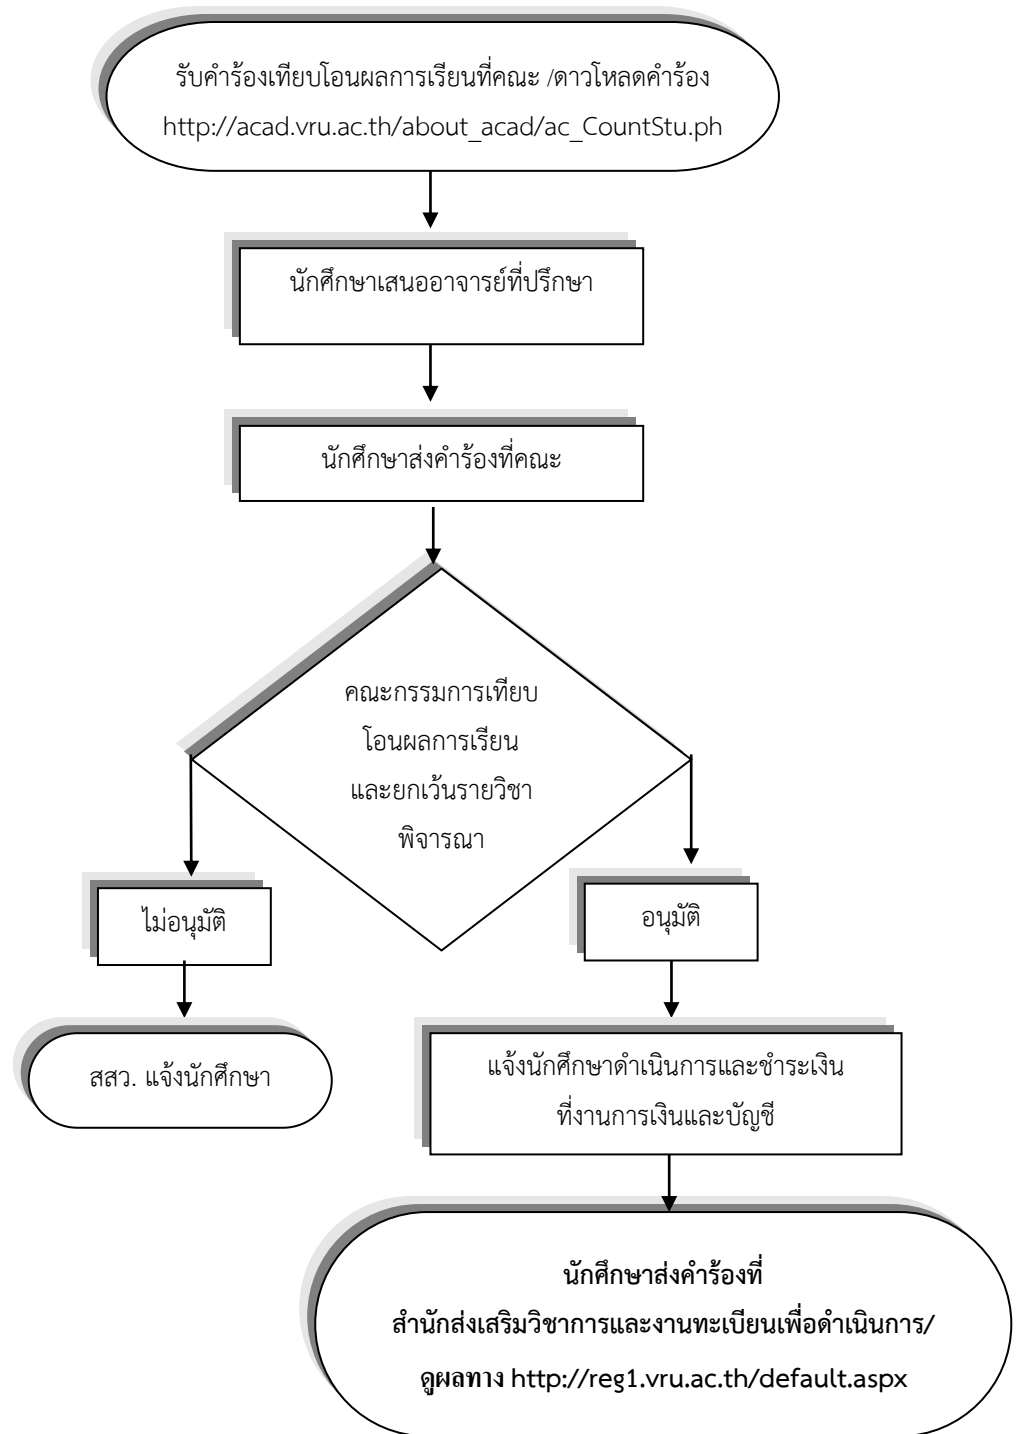 รับคำร้องเทียบโอนผลการเรียนที่คณะ /ดาวโหลดคำร้อง
http://acad.vru.ac.th/about_acad/ac_CountStu.ph
นักศึกษาเสนออาจารย์ที่ปรึกษา
นักศึกษาส่งคำร้องที่คณะ
คณะกรรมการเทียบ
โอนผลการเรียน
และยกเว้นรายวิชา
พิจารณา
ไม่อนุมัติ
อนุมัติ
สสว. แจ้งนักศึกษา
แจ้งนักศึกษาดำเนินการและชำระเงิน
ที่งานการเงินและบัญชี
นักศึกษาส่งคำร้องที่
สำนักส่งเสริมวิชาการและงานทะเบียนเพื่อดำเนินการ/
ดูผลทาง http://reg1.vru.ac.th/default.aspx